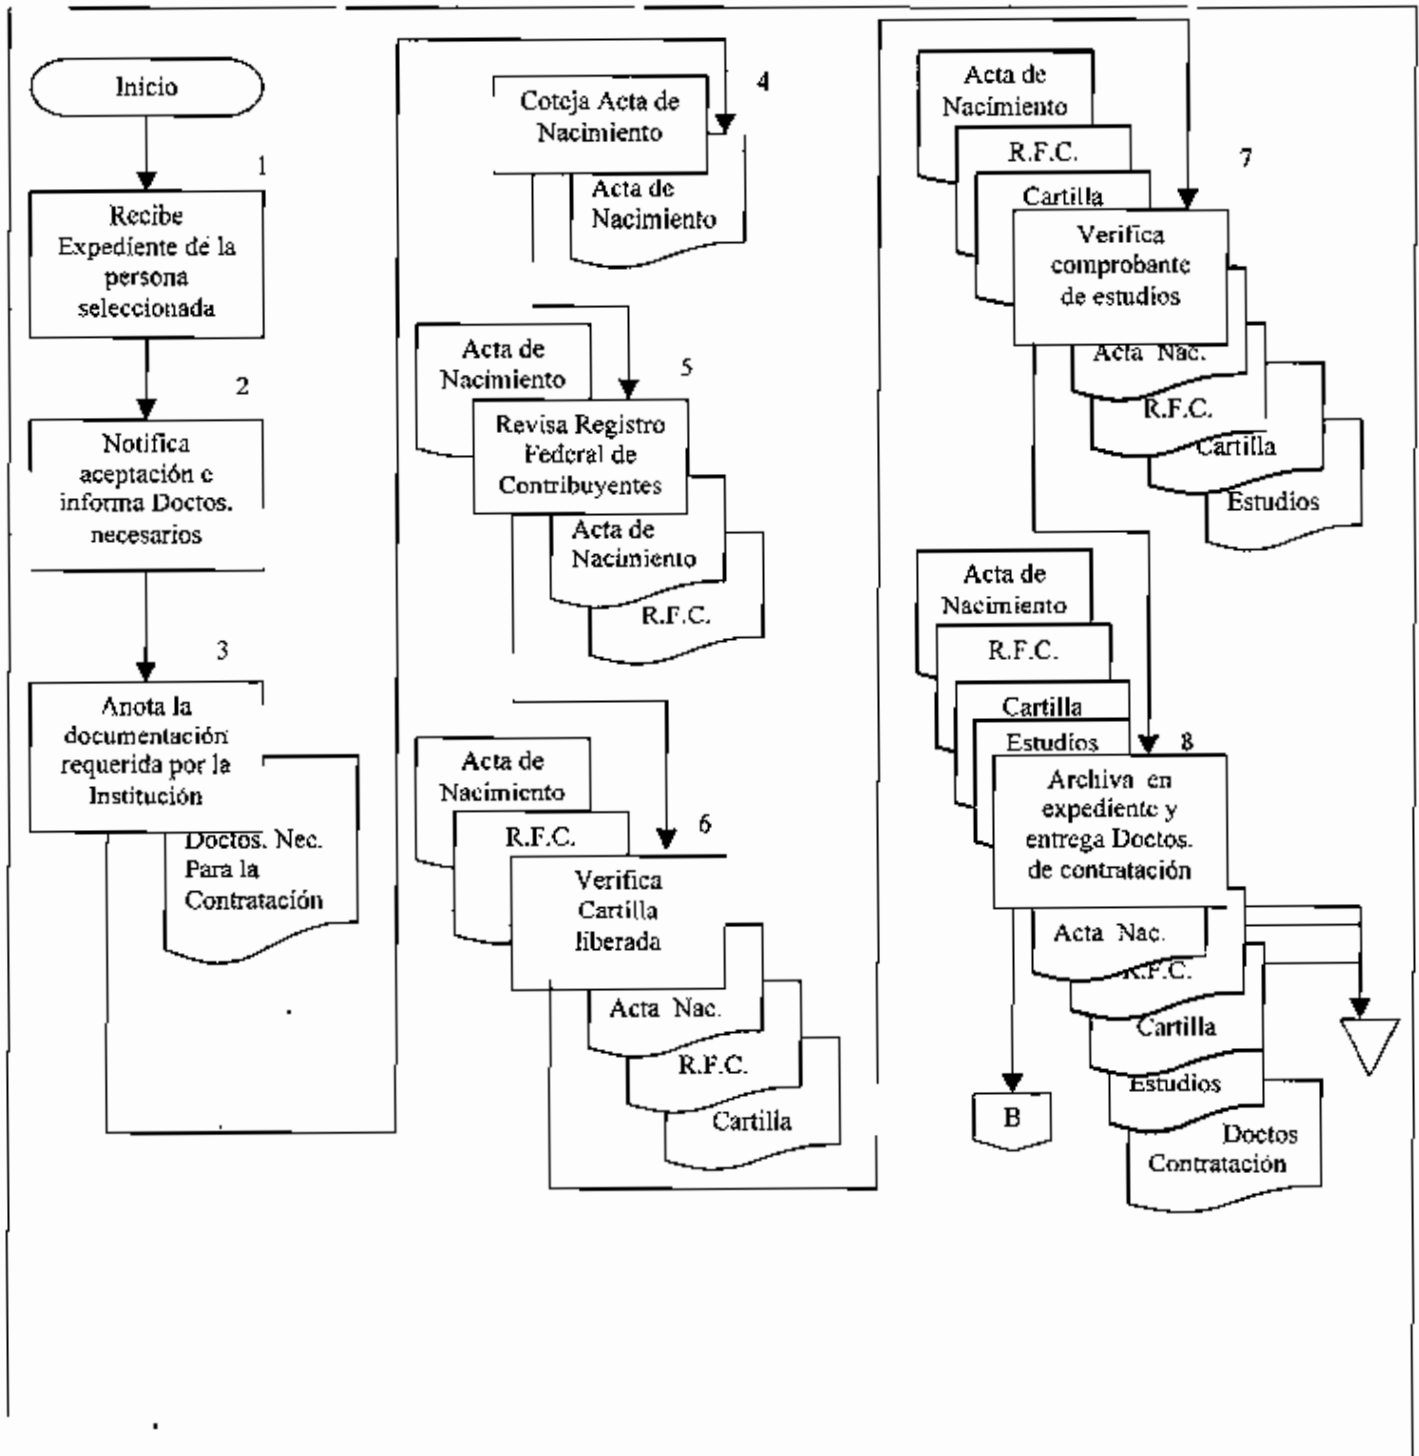 Inicio
1
Recibe
Expediente de la
persona
seleccionada
2
Notifica
aceptación e
informa Doctos.
necesarios
3
Anota la
documentación
requerida por la
Institución
Doctos. Nec.
Para la
Contratación
4
Coteja Acta de
Nacimiento
Acta de
Nacimiento
Acta de
Nacimiento
5
Revisa Registro
Federal de
Contribuyentes
Acta de
Nacimiento
R.F.C.
Acta de
Nacimiento
R.F.C.
6
Verifica
Cartilla
liberada
Acta Nac.
R.F.C.
Cartilla
Acta de
Nacimiento
R.F.C.
Cartilla
7
Verifica
comprobante
de estudios
Acta Nac.
R.F.C.
Cartilla
Estudios
Acta de
Nacimiento
R.F.C.
Cartilla
Estudios
8
Archiva en
expediente y
entrega Doctos.
de contratación
Acta Nac.
R.F.C.
Cartilla
Estudios
Doctos
Contratación
B